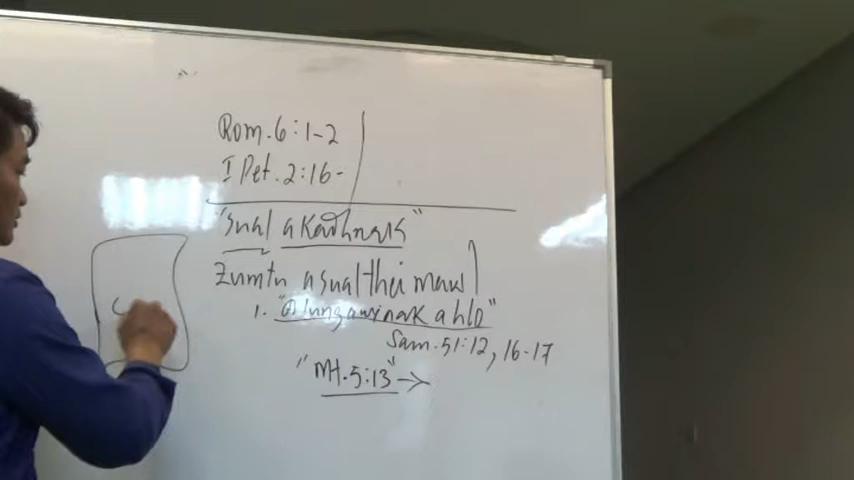 Rom. 6:1-2
I Pet. 2:16-
"Sual a Kadhnak"
Zumtu a sual thei maw
1. "A lungawinak a hlo"
Sam. 51:12, 16-17
"Mt. 5:13" →